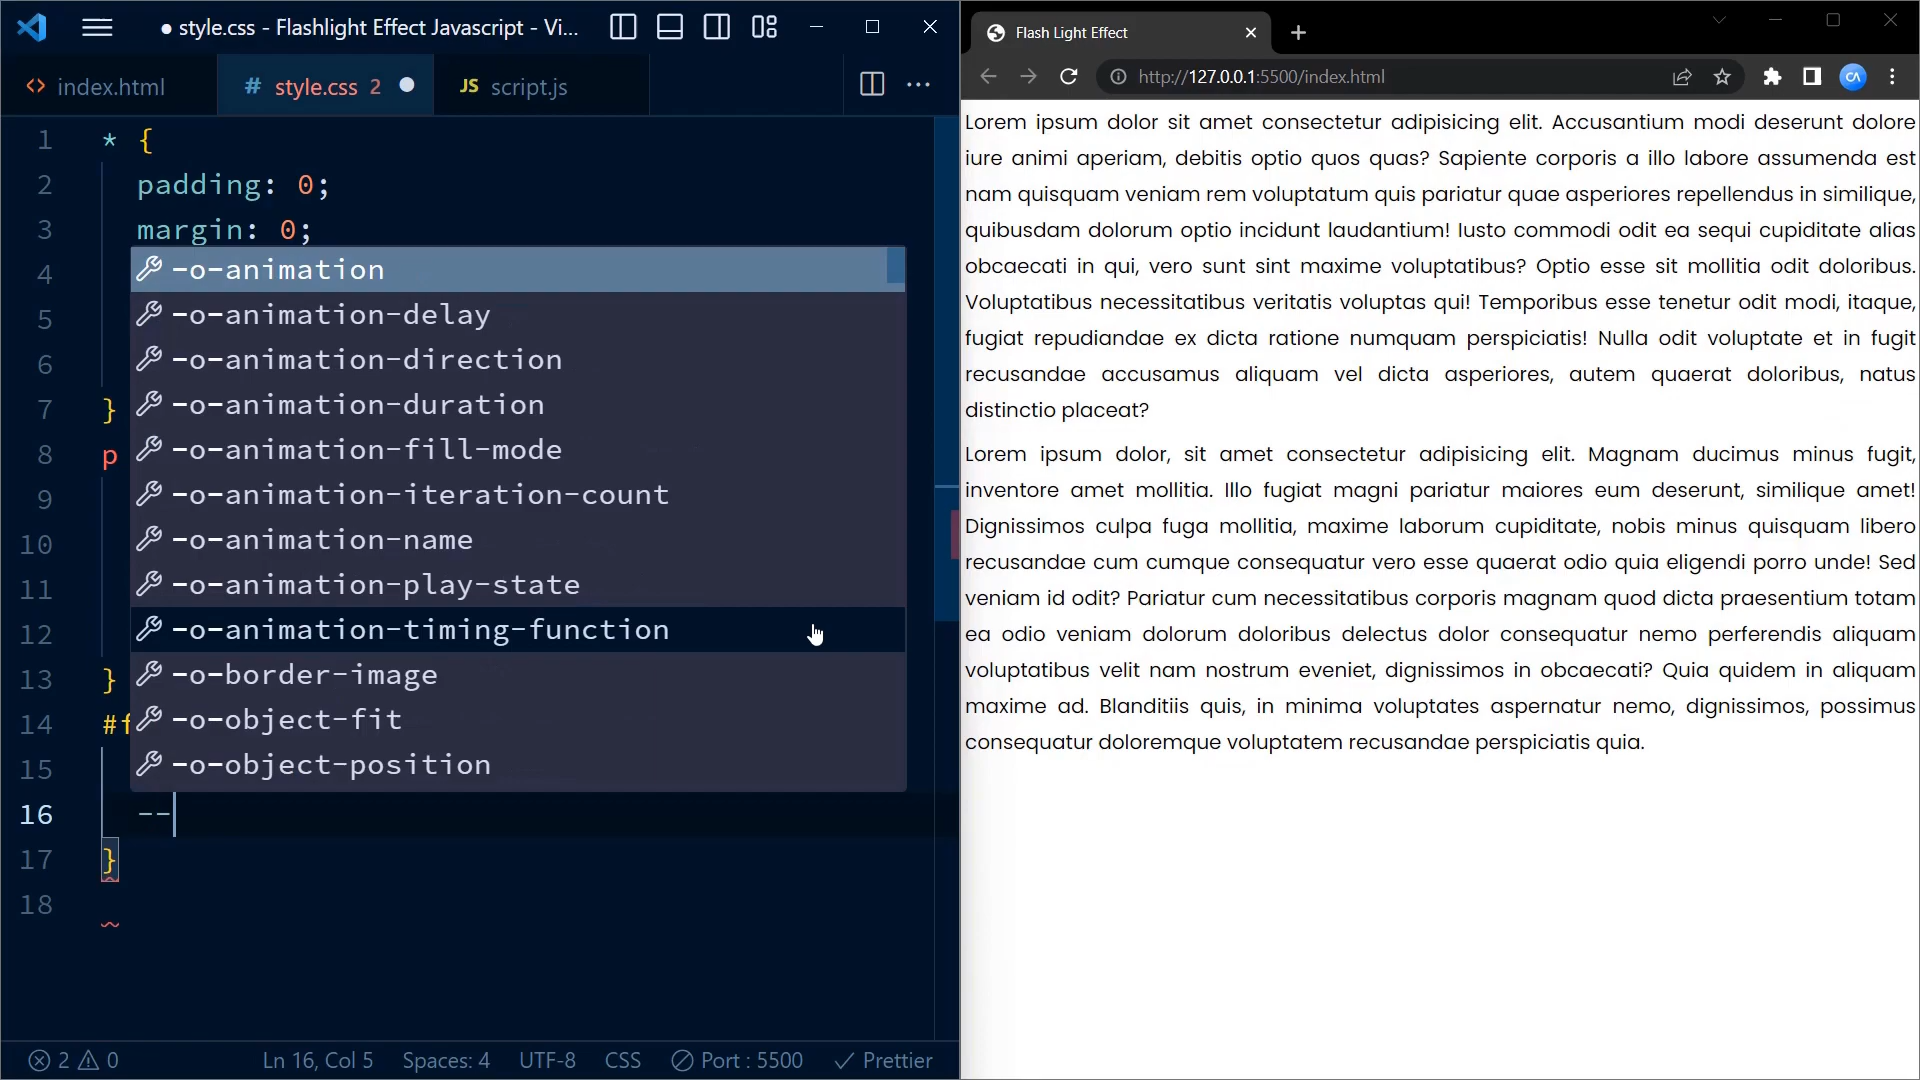 style.css - Flashlight Effect Javascript - Vi...
index.html
# style.css 2
JS script.js
1 * {
2 padding: 0;
3 margin: 0;
4
5
6
7 }
8 p
9
10
11
12
13 }
14 #f
15
16 --
17 }
18
-o-animation
-o-animation-delay
-o-animation-direction
-o-animation-duration
-o-animation-fill-mode
-o-animation-iteration-count
-o-animation-name
-o-animation-play-state
-o-animation-timing-function
-o-border-image
-o-object-fit
-o-object-position
2 0 Ln 16, Col 5 Spaces: 4 UTF-8 CSS Port : 5500 Prettier
Flash Light Effect
http://127.0.0.1:5500/index.html
CA
Lorem ipsum dolor sit amet consectetur adipisicing elit. Accusantium modi deserunt dolore
iure animi aperiam, debitis optio quos quas? Sapiente corporis a illo labore assumenda est
nam quisquam veniam rem voluptatum quis pariatur quae asperiores repellendus in similique,
quibusdam dolorum optio incidunt laudantium! Iusto commodi odit ea sequi cupiditate alias
obcaecati in qui, vero sunt sint maxime voluptatibus? Optio esse sit mollitia odit doloribus.
Voluptatibus necessitatibus veritatis voluptas qui! Temporibus esse tenetur odit modi, itaque,
fugiat repudiandae ex dicta ratione numquam perspiciatis! Nulla odit voluptate et in fugit
recusandae accusamus aliquam vel dicta asperiores, autem quaerat doloribus, natus
distinctio placeat?
Lorem ipsum dolor, sit amet consectetur adipisicing elit. Magnam ducimus minus fugit,
inventore amet mollitia. Illo fugiat magni pariatur maiores eum deserunt, similique amet!
Dignissimos culpa fuga mollitia, maxime laborum cupiditate, nobis minus quisquam libero
recusandae cum cumque consequatur vero esse quaerat odio quia eligendi porro unde! Sed
veniam id odit? Pariatur cum necessitatibus corporis magnam quod dicta praesentium totam
ea odio veniam dolorum doloribus delectus dolor consequatur nemo perferendis aliquam
voluptatibus velit nam nostrum eveniet, dignissimos in obcaecati? Quia quidem in aliquam
maxime ad. Blanditiis quis, in minima voluptates aspernatur nemo, dignissimos, possimus
consequatur doloremque voluptatem recusandae perspiciatis quia.